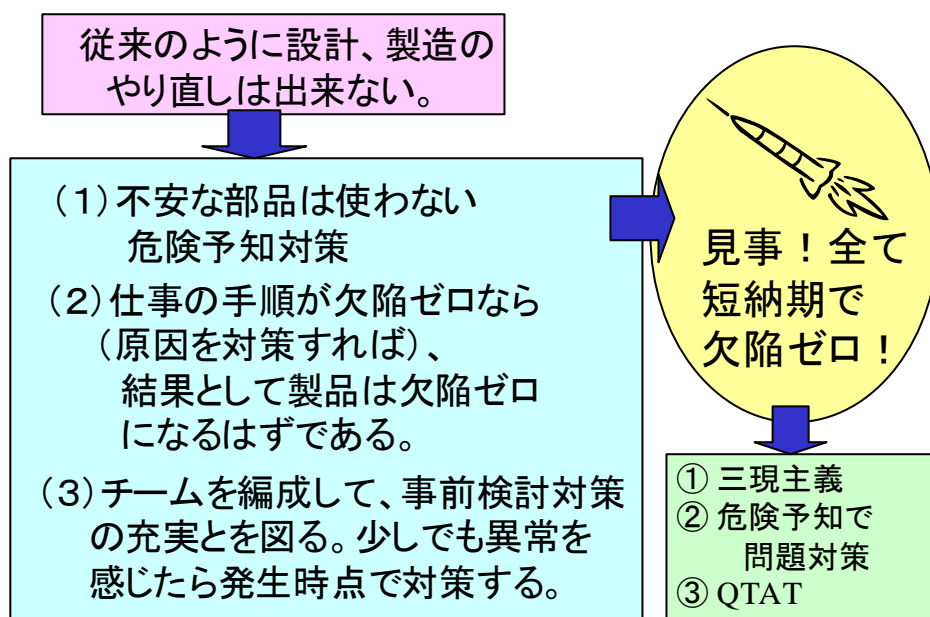 従来のように設計、製造の
やり直しは出来ない。
（１）不安な部品は使わない
危険予知対策
（２）仕事の手順が欠陥ゼロなら
（原因を対策すれば）、
結果として製品は欠陥ゼロ
になるはずである。
（３）チームを編成して、事前検討対策
の充実とを図る。少しでも異常を
感じたら発生時点で対策する。
見事！全て
短納期で
欠陥ゼロ！
① 三現主義
② 危険予知で
問題対策
③ QTAT